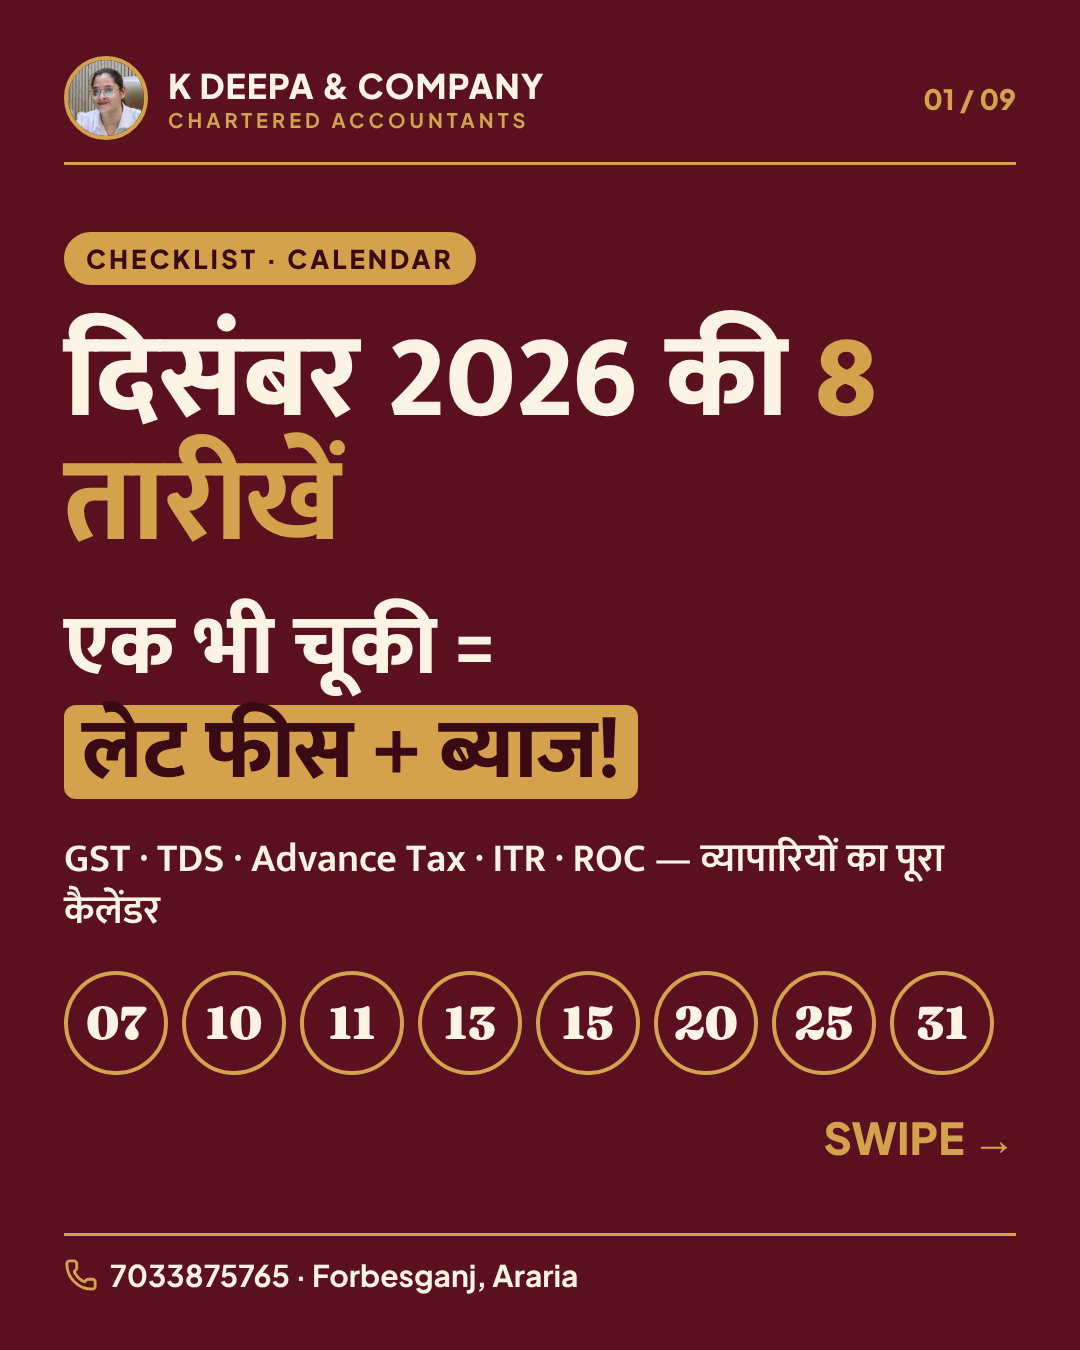 K DEEPA & COMPANY
CHARTERED ACCOUNTANTS
01 / 09
CHECKLIST · CALENDAR
दिसंबर 2026 की 8
तारीखें
एक भी चूकी =
लेट फीस + ब्याज!
GST · TDS · Advance Tax · ITR · ROC — व्यापारियों का पूरा
कैलेंडर
07 10 11 13 15 20 25 31
SWIPE →
7033875765 · Forbesganj, Araria